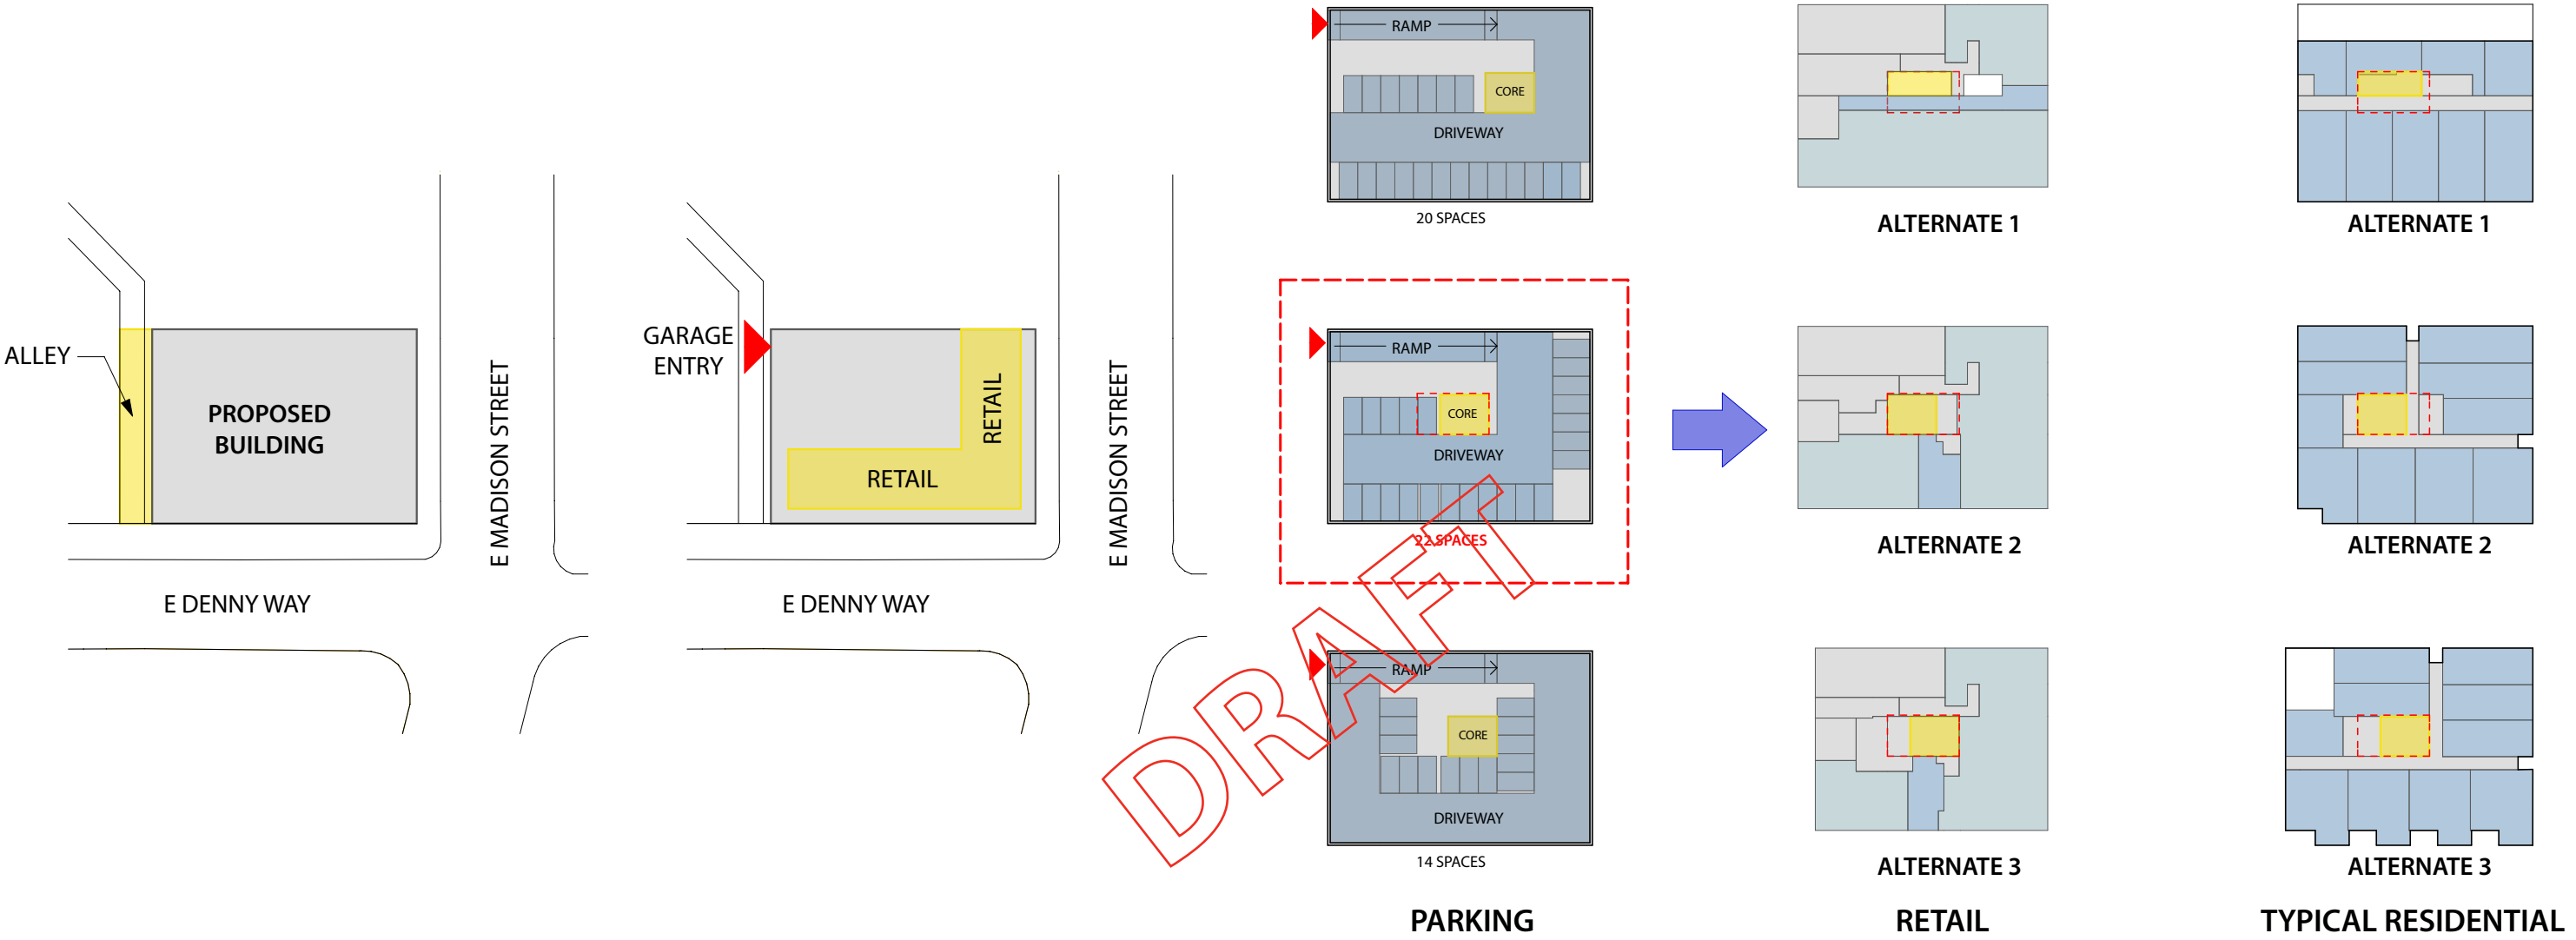 ALLEY
PROPOSED
BUILDING
E MADISON STREET
E DENNY WAY
GARAGE
ENTRY
RETAIL
RETAIL
E MADISON STREET
E DENNY WAY
RAMP
CORE
DRIVEWAY
20 SPACES
RAMP
CORE
DRIVEWAY
22 SPACES
RAMP
CORE
DRIVEWAY
14 SPACES
DRAFT
PARKING
ALTERNATE 1
ALTERNATE 2
ALTERNATE 3
RETAIL
ALTERNATE 1
ALTERNATE 2
ALTERNATE 3
TYPICAL RESIDENTIAL